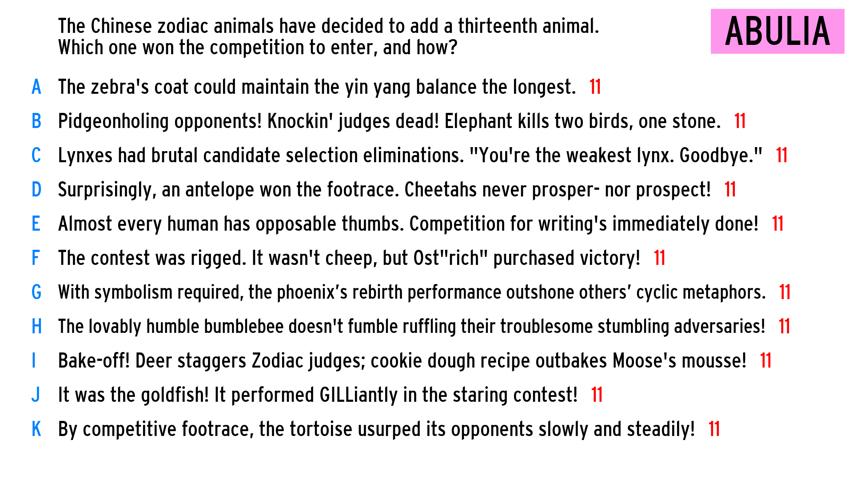 The Chinese zodiac animals have decided to add a thirteenth animal.
Which one won the competition to enter, and how?
ABULIA
A The zebra's coat could maintain the yin yang balance the longest. 11
B Pidgeonholing opponents! Knockin' judges dead! Elephant kills two birds, one stone. 11
C Lynxes had brutal candidate selection eliminations. "You're the weakest lynx. Goodbye." 11
D Surprisingly, an antelope won the footrace. Cheetahs never prosper- nor prospect! 11
E Almost every human has opposable thumbs. Competition for writing's immediately done! 11
F The contest was rigged. It wasn't cheep, but Ost"rich" purchased victory! 11
G With symbolism required, the phoenix’s rebirth performance outshone others’ cyclic metaphors. 11
H The lovably humble bumblebee doesn't fumble ruffling their troublesome stumbling adversaries! 11
I Bake-off! Deer staggers Zodiac judges; cookie dough recipe outbakes Moose's mousse! 11
J It was the goldfish! It performed GILLiantly in the staring contest! 11
K By competitive footrace, the tortoise usurped its opponents slowly and steadily! 11